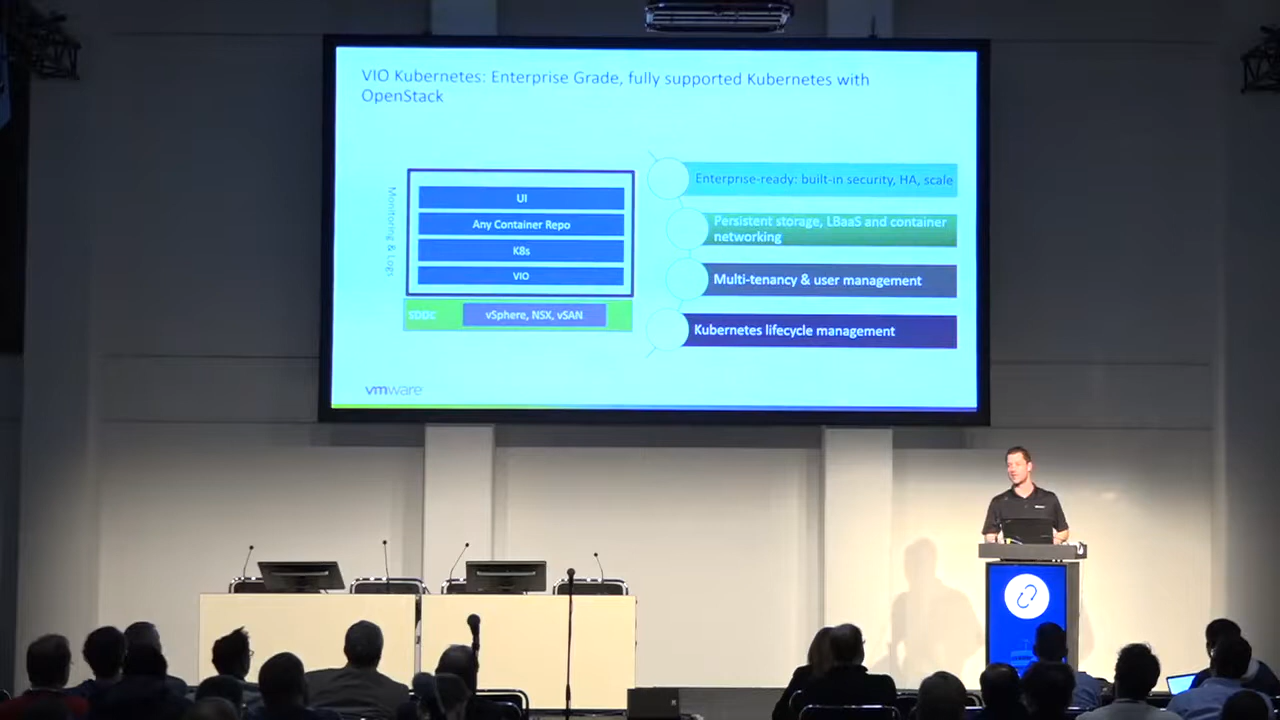 VIO Kubernetes: Enterprise Grade, fully supported Kubernetes with
OpenStack
Monitoring & Logs
UI
Any Container Repo
K8s
VIO
SDDC
vSphere, NSX, vSAN
Enterprise-ready: built-in security, HA, scale
Persistent storage, LBaaS and container
networking
Multi-tenancy & user management
Kubernetes lifecycle management
vmware